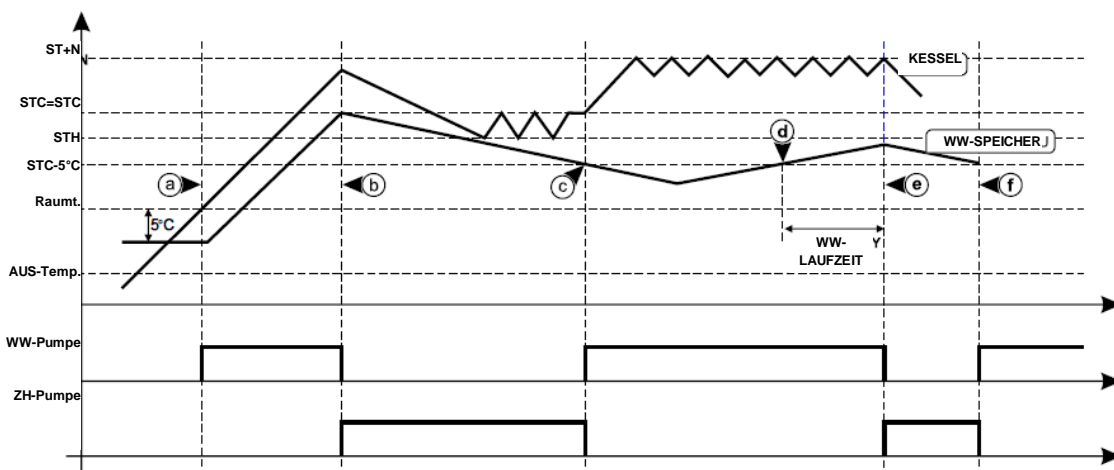 ST+N
N
KESSEL
STC=STC
STH
d
WW-SPEICHER J
STC-5°C
a
b
c
e
f
Raumt.
5°C
WW-
Y
LAUFZEIT
AUS-Temp.
WW-Pumpe
ZH-Pumpe